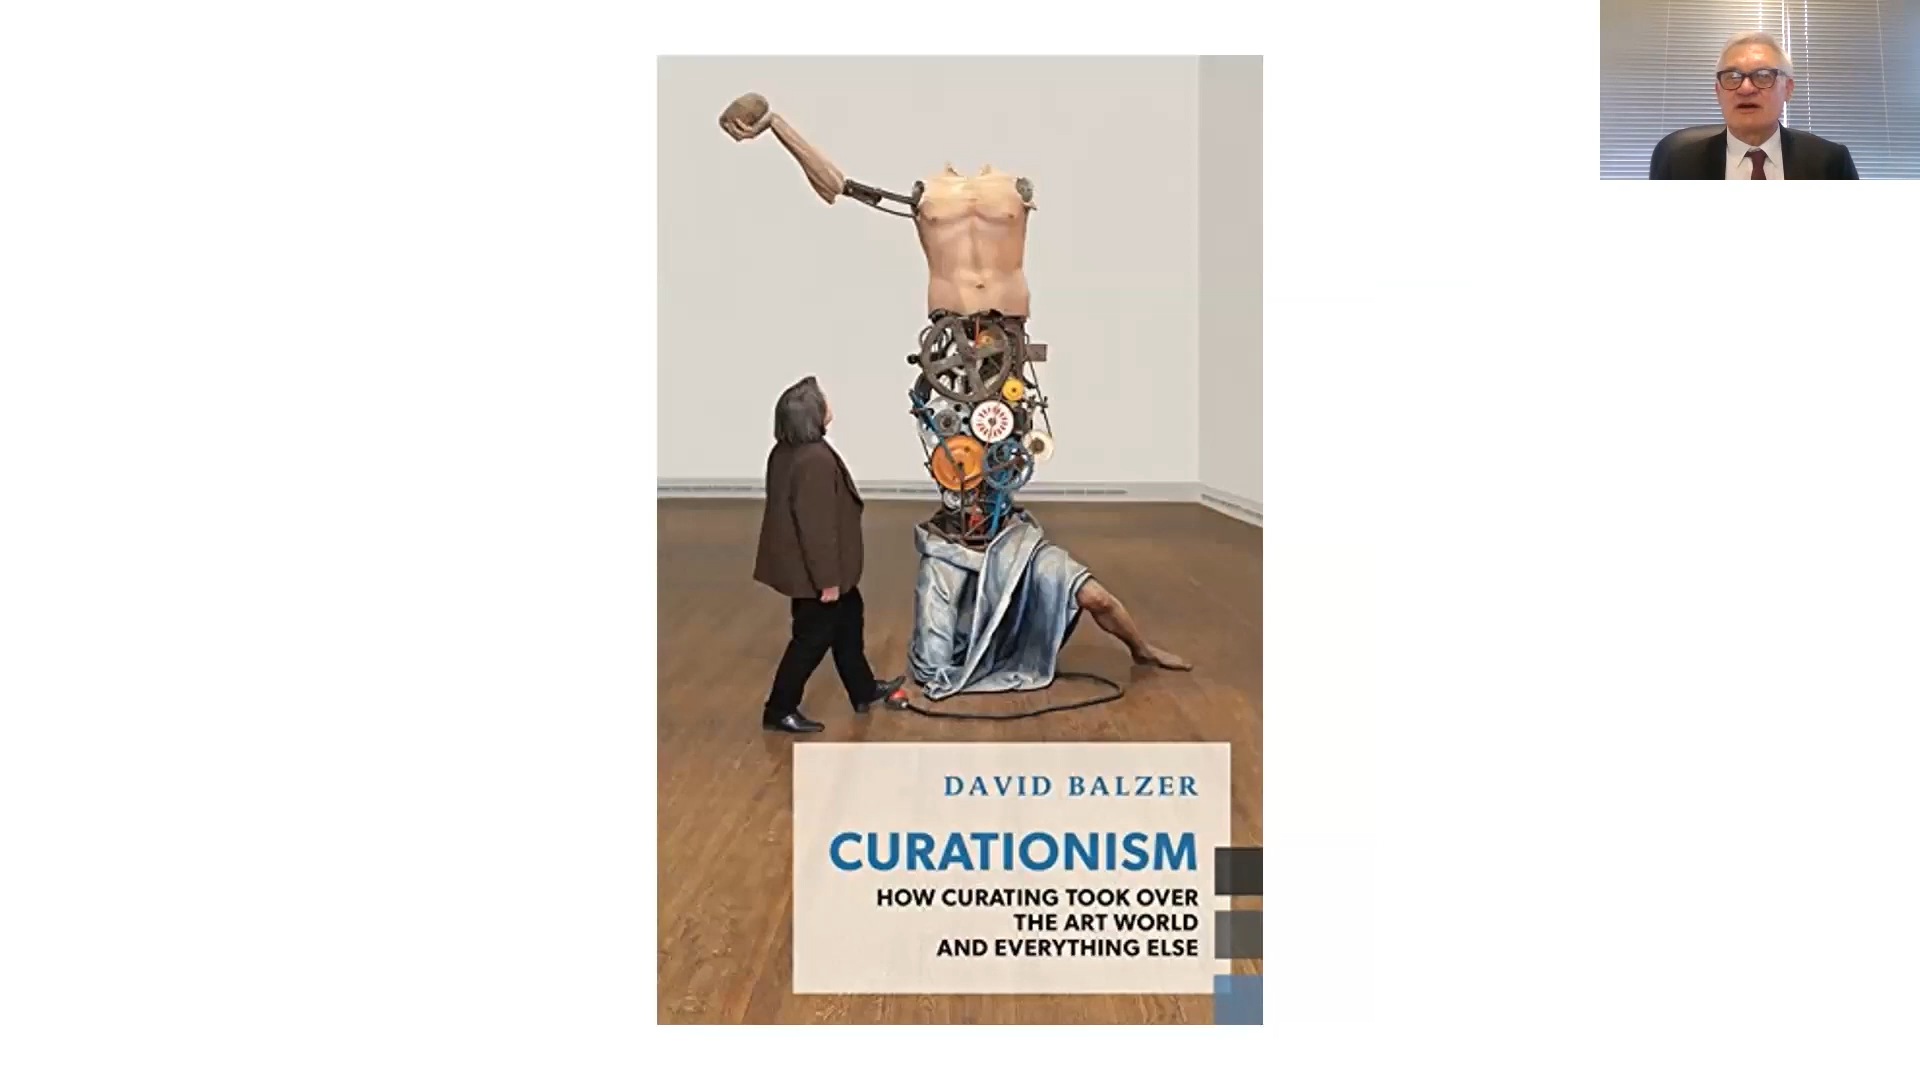 DAVID BALZER
CURATIONISM
HOW CURATING TOOK OVER
THE ART WORLD
AND EVERYTHING ELSE